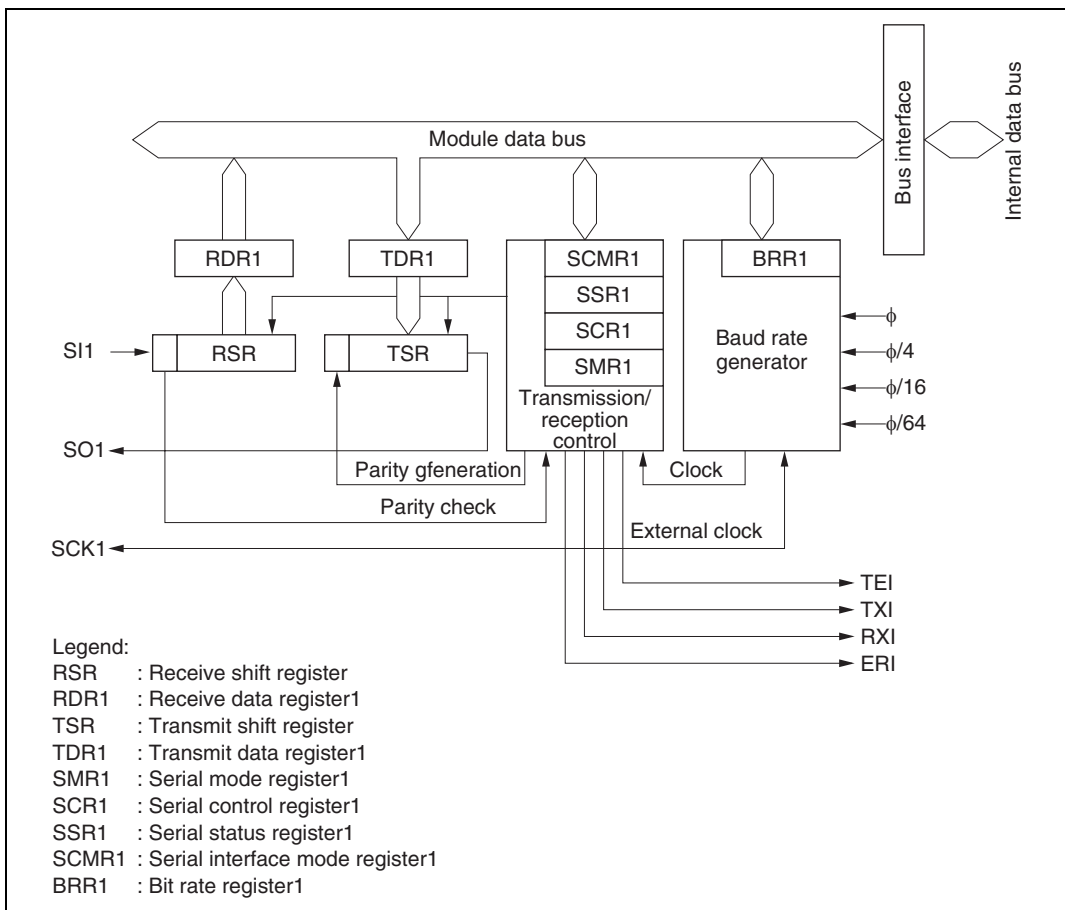 Module data bus
Bus interface
Internal data bus
RDR1
TDR1
SCMR1
BRR1
SSR1
SCR1
SMR1
SI1
RSR
TSR
Transmission/
reception
control
Baud rate
generator
ϕ
ϕ/4
ϕ/16
ϕ/64
SO1
Parity gfeneration
Clock
Parity check
External clock
SCK1
TEI
TXI
RXI
ERI
Legend:
RSR : Receive shift register
RDR1 : Receive data register1
TSR : Transmit shift register
TDR1 : Transmit data register1
SMR1 : Serial mode register1
SCR1 : Serial control register1
SSR1 : Serial status register1
SCMR1 : Serial interface mode register1
BRR1 : Bit rate register1